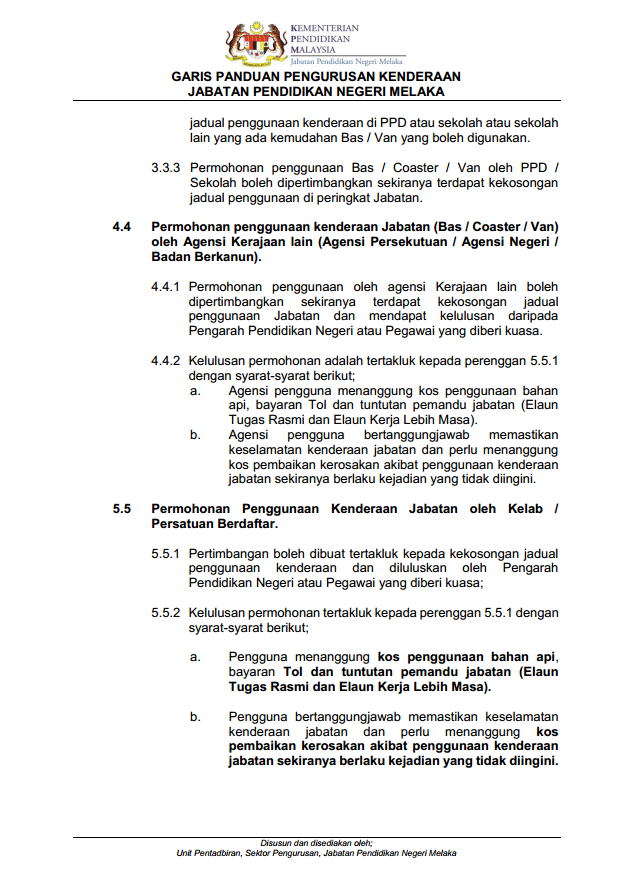 KEMENTERIAN
PENDIDIKAN
MALAYSIA
Jabatan Pendidikan Negeri Melaka
GARIS PANDUAN PENGURUSAN KENDERAAN
JABATAN PENDIDIKAN NEGERI MELAKA
jadual penggunaan kenderaan di PPD atau sekolah atau sekolah
lain yang ada kemudahan Bas / Van yang boleh digunakan.
3.3.3 Permohonan penggunaan Bas / Coaster / Van oleh PPD /
Sekolah boleh dipertimbangkan sekiranya terdapat kekosongan
jadual penggunaan di peringkat Jabatan.
4.4 Permohonan penggunaan kenderaan Jabatan (Bas / Coaster / Van)
oleh Agensi Kerajaan lain (Agensi Persekutuan / Agensi Negeri /
Badan Berkanun).
4.4.1 Permohonan penggunaan oleh agensi Kerajaan lain boleh
dipertimbangkan sekiranya terdapat kekosongan jadual
penggunaan Jabatan dan mendapat kelulusan daripada
Pengarah Pendidikan Negeri atau Pegawai yang diberi kuasa.
4.4.2 Kelulusan permohonan adalah tertakluk kepada perenggan 5.5.1
dengan syarat-syarat berikut;
a. Agensi pengguna menanggung kos penggunaan bahan
api, bayaran Tol dan tuntutan pemandu jabatan (Elaun
Tugas Rasmi dan Elaun Kerja Lebih Masa).
b. Agensi pengguna bertanggungjawab memastikan
keselamatan kenderaan jabatan dan perlu menanggung
kos pembaikan kerosakan akibat penggunaan kenderaan
jabatan sekiranya berlaku kejadian yang tidak diingini.
5.5 Permohonan Penggunaan Kenderaan Jabatan oleh Kelab /
Persatuan Berdaftar.
5.5.1 Pertimbangan boleh dibuat tertakluk kepada kekosongan jadual
penggunaan kenderaan dan diluluskan oleh Pengarah
Pendidikan Negeri atau Pegawai yang diberi kuasa;
5.5.2 Kelulusan permohonan tertakluk kepada perenggan 5.5.1 dengan
syarat-syarat berikut;
a. Pengguna menanggung kos penggunaan bahan api,
bayaran Tol dan tuntutan pemandu jabatan (Elaun
Tugas Rasmi dan Elaun Kerja Lebih Masa).
b. Pengguna bertanggungjawab memastikan keselamatan
kenderaan jabatan dan perlu menanggung kos
pembaikan kerosakan akibat penggunaan kenderaan
jabatan sekiranya berlaku kejadian yang tidak diingini.
Disusun dan disediakan oleh;
Unit Pentadbiran, Sektor Pengurusan, Jabatan Pendidikan Negeri Melaka